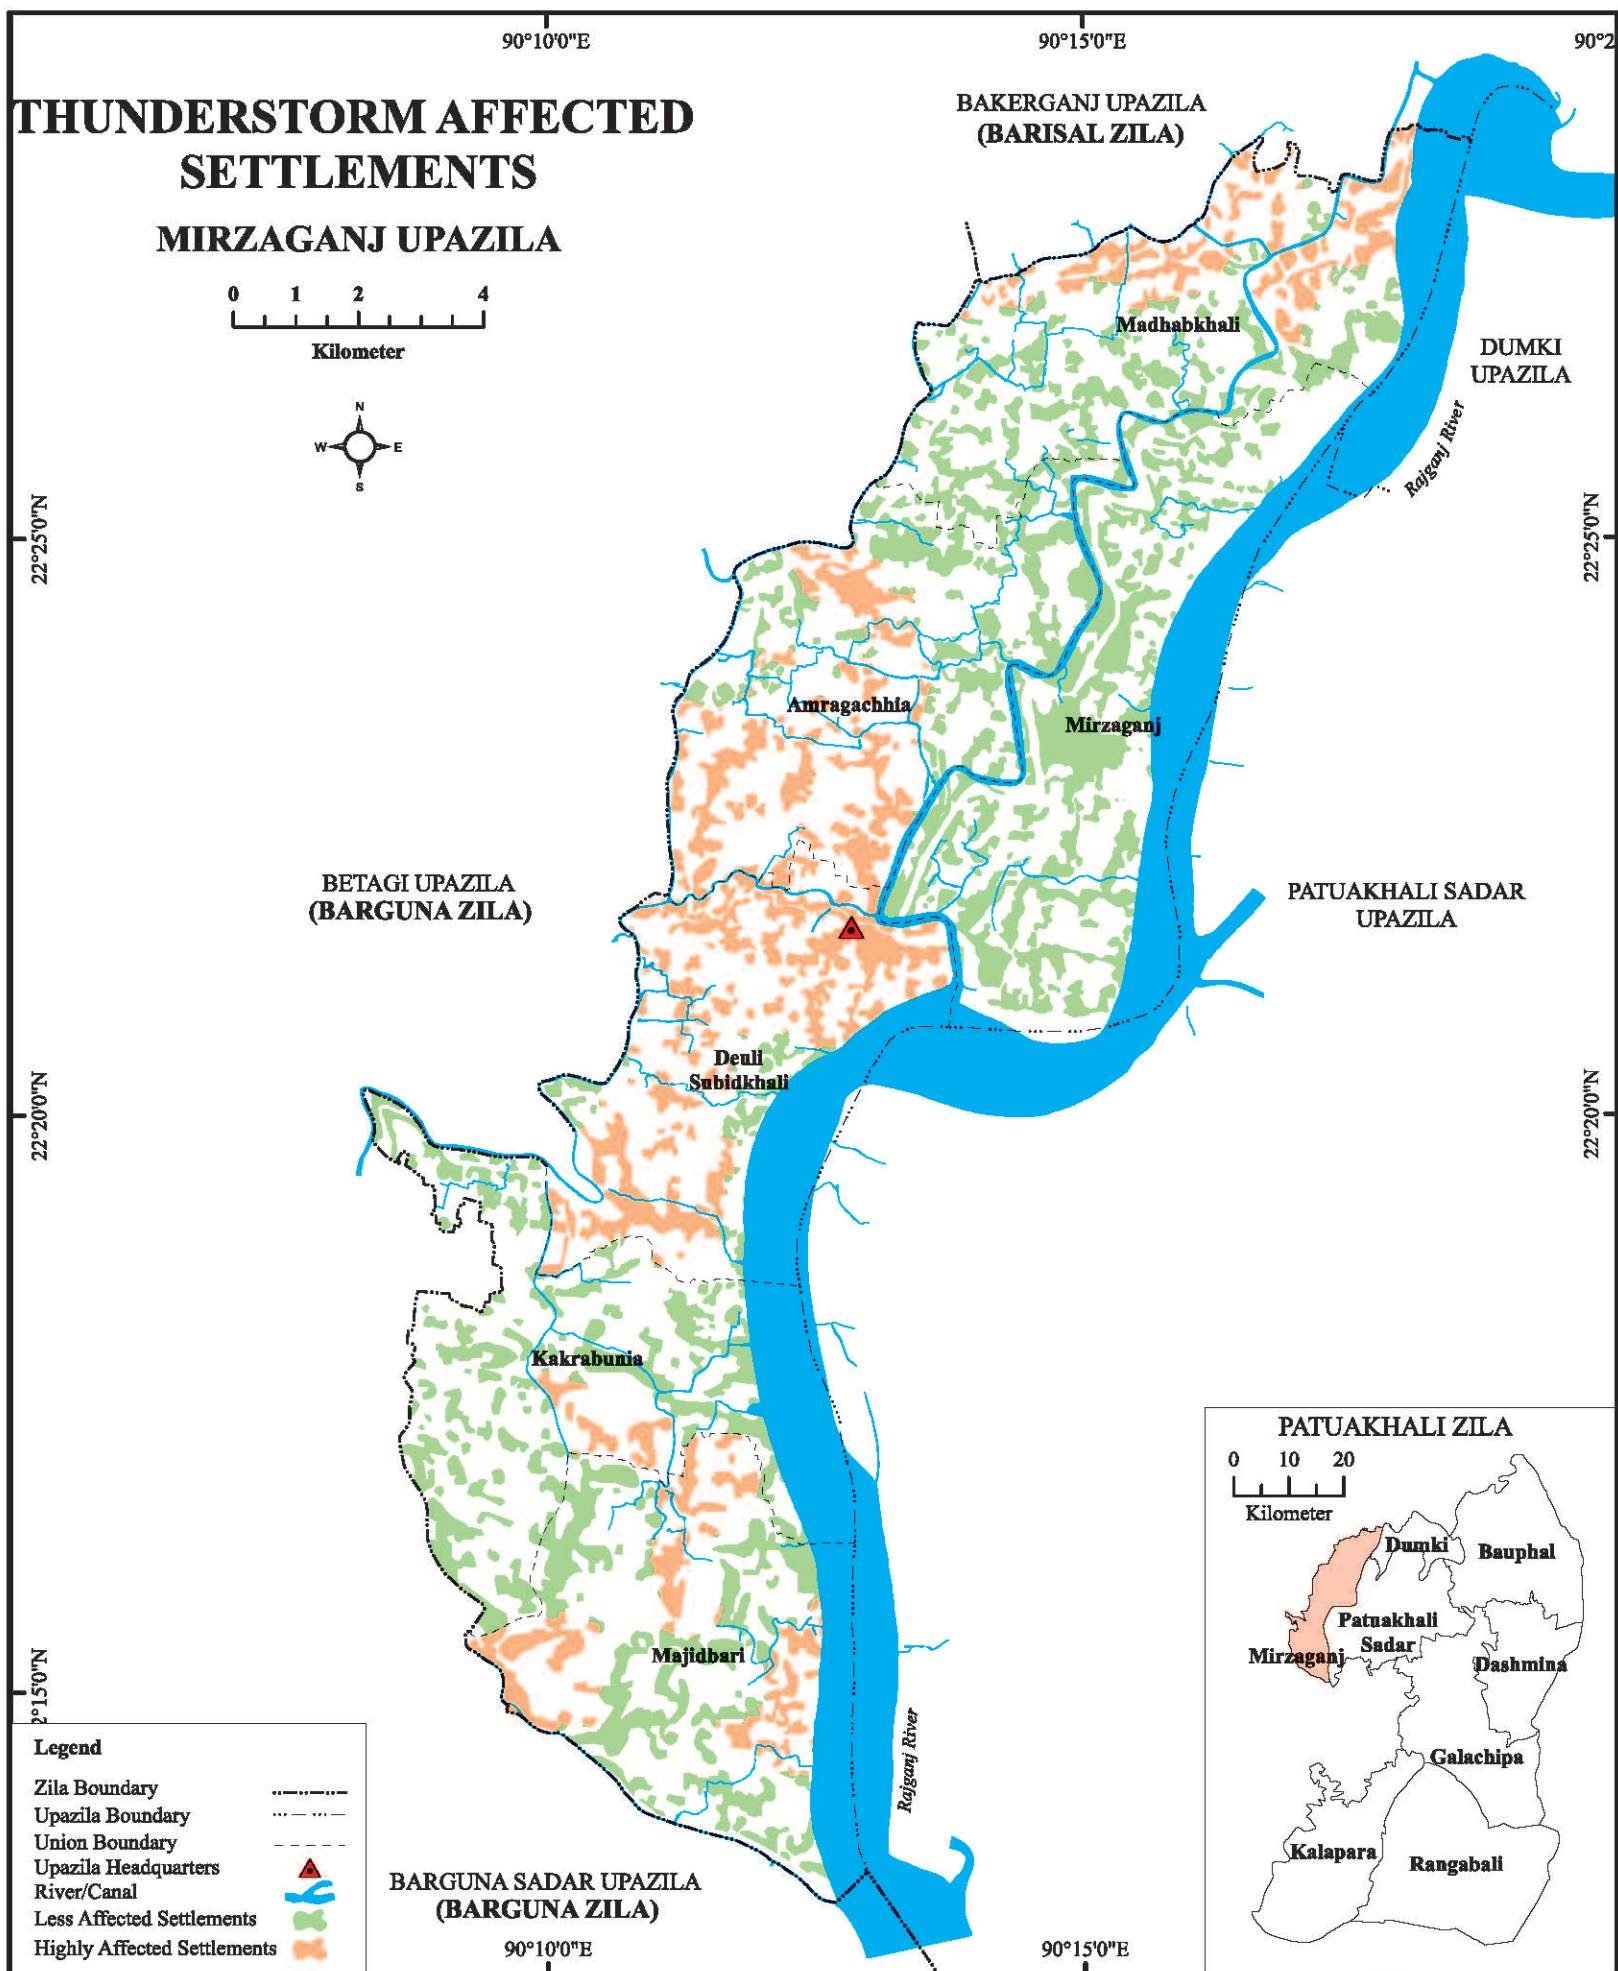 90°10'0"E
90°15'0"E
90°2
THUNDERSTORM AFFECTED
SETTLEMENTS
MIRZAGANJ UPAZILA
0 1 2 4
Kilometer
N
W E
S
BAKERGANJ UPAZILA
(BARISAL ZILA)
Madhabkhali
DUMKI
UPAZILA
Rajganj River
22°25'0"N
22°25'0"N
Amragachhia
Mirzaganj
BETAGI UPAZILA
(BARGUNA ZILA)
PATUAKHALI SADAR
UPAZILA
Deuli
Subidkhali
22°20'0"N
22°20'0"N
Kakrabunia
Majidbari
2°15'0"N
Rajganj River
BARGUNA SADAR UPAZILA
(BARGUNA ZILA)
90°10'0"E
90°15'0"E
Legend
Zila Boundary
Upazila Boundary
Union Boundary
Upazila Headquarters
River/Canal
Less Affected Settlements
Highly Affected Settlements
PATUAKHALI ZILA
0 10 20
Kilometer
Dumki
Bauphal
Patuakhali
Sadar
Mirzaganj
Dashmina
Galachipa
Kalapara
Rangabali